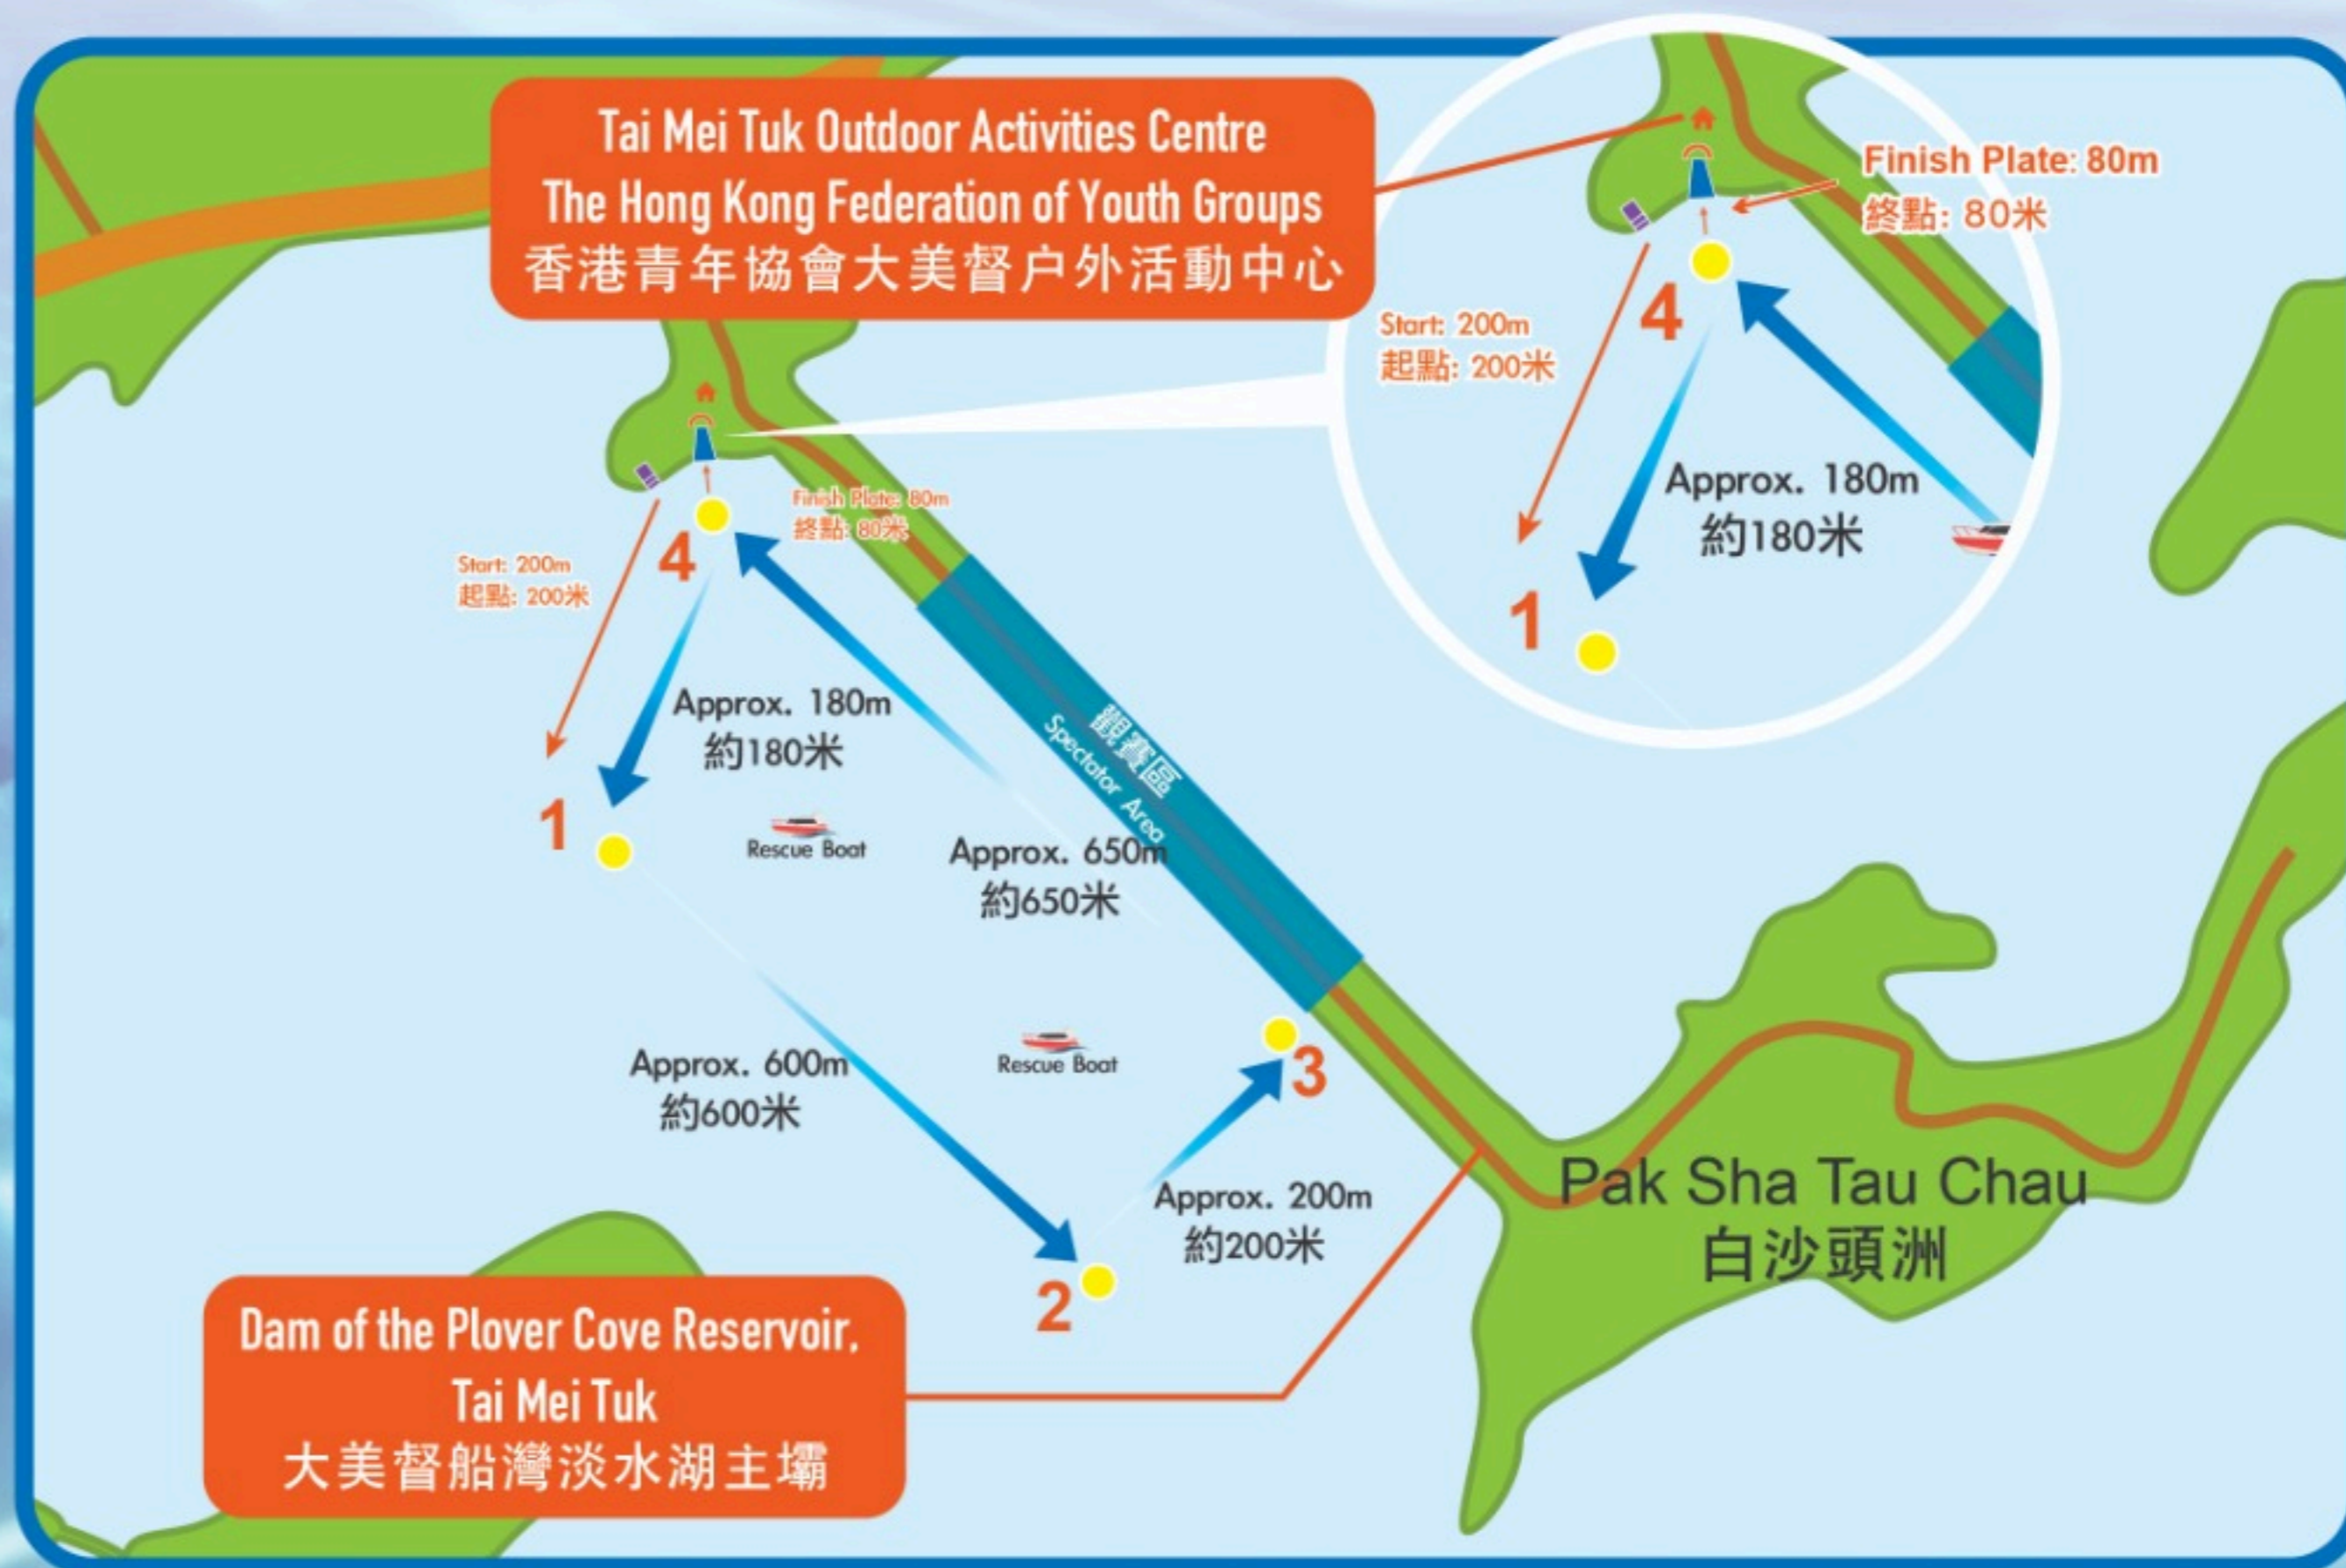 Tai Mei Tuk Outdoor Activities Centre
The Hong Kong Federation of Youth Groups
香港青年協會大美督户外活動中心
Finish Plate: 80m
終點: 80米
Start: 200m
起點: 200米
4
Approx. 180m
約180米
1
Finish Plate: 80m
終點: 80米
4
Start: 200m
起點: 200米
Approx. 180m
約180米
觀賽區
Spectator Area
1
Rescue Boat
Approx. 650m
約650米
Rescue Boat
3
Approx. 600m
約600米
Approx. 200m
約200米
2
Pak Sha Tau Chau
白沙頭洲
Dam of the Plover Cove Reservoir,
Tai Mei Tuk
大美督船灣淡水湖主壩